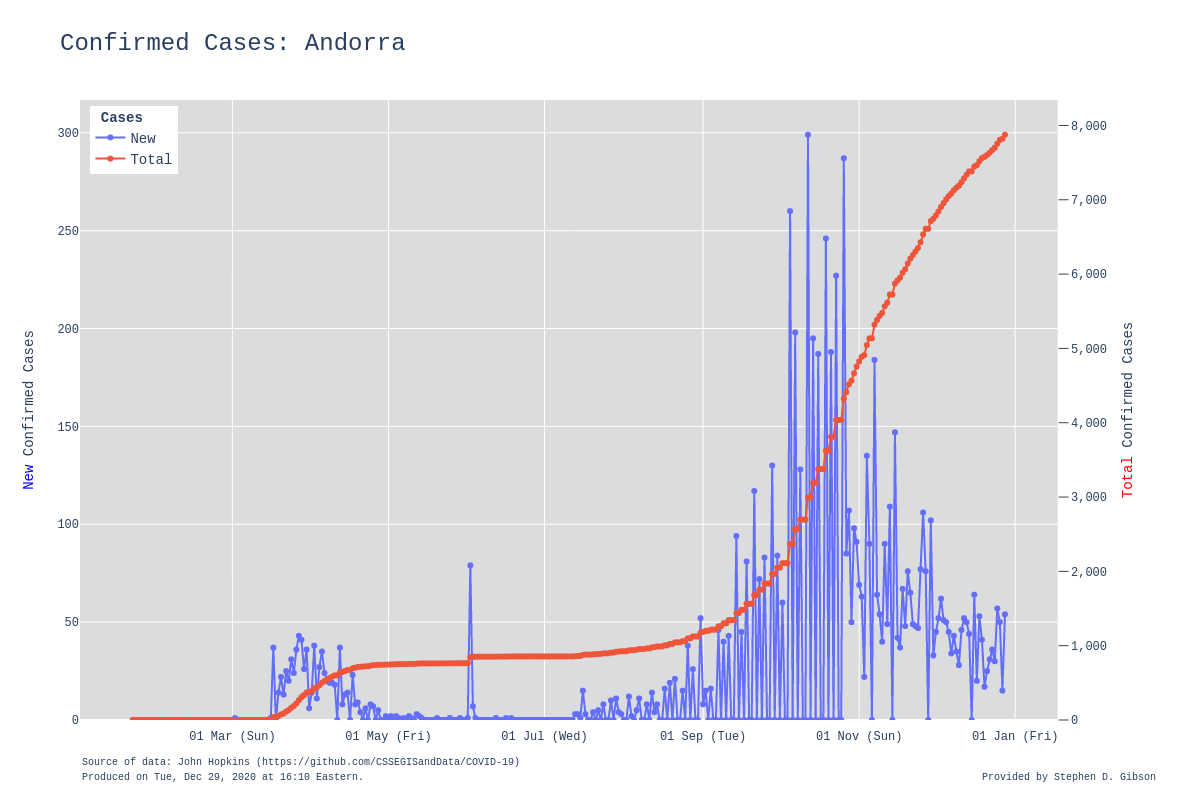 Confirmed Cases: Andorra
Cases
New
Total
300
250
200
150
100
50
0
8,000
7,000
6,000
5,000
4,000
3,000
2,000
1,000
0
New Confirmed Cases
Total Confirmed Cases
01 Mar (Sun)
01 May (Fri)
01 Jul (Wed)
01 Sep (Tue)
01 Nov (Sun)
01 Jan (Fri)
Source of data: John Hopkins (https://github.com/CSSEGISandData/COVID-19)
Produced on Tue, Dec 29, 2020 at 16:10 Eastern.
Provided by Stephen D. Gibson